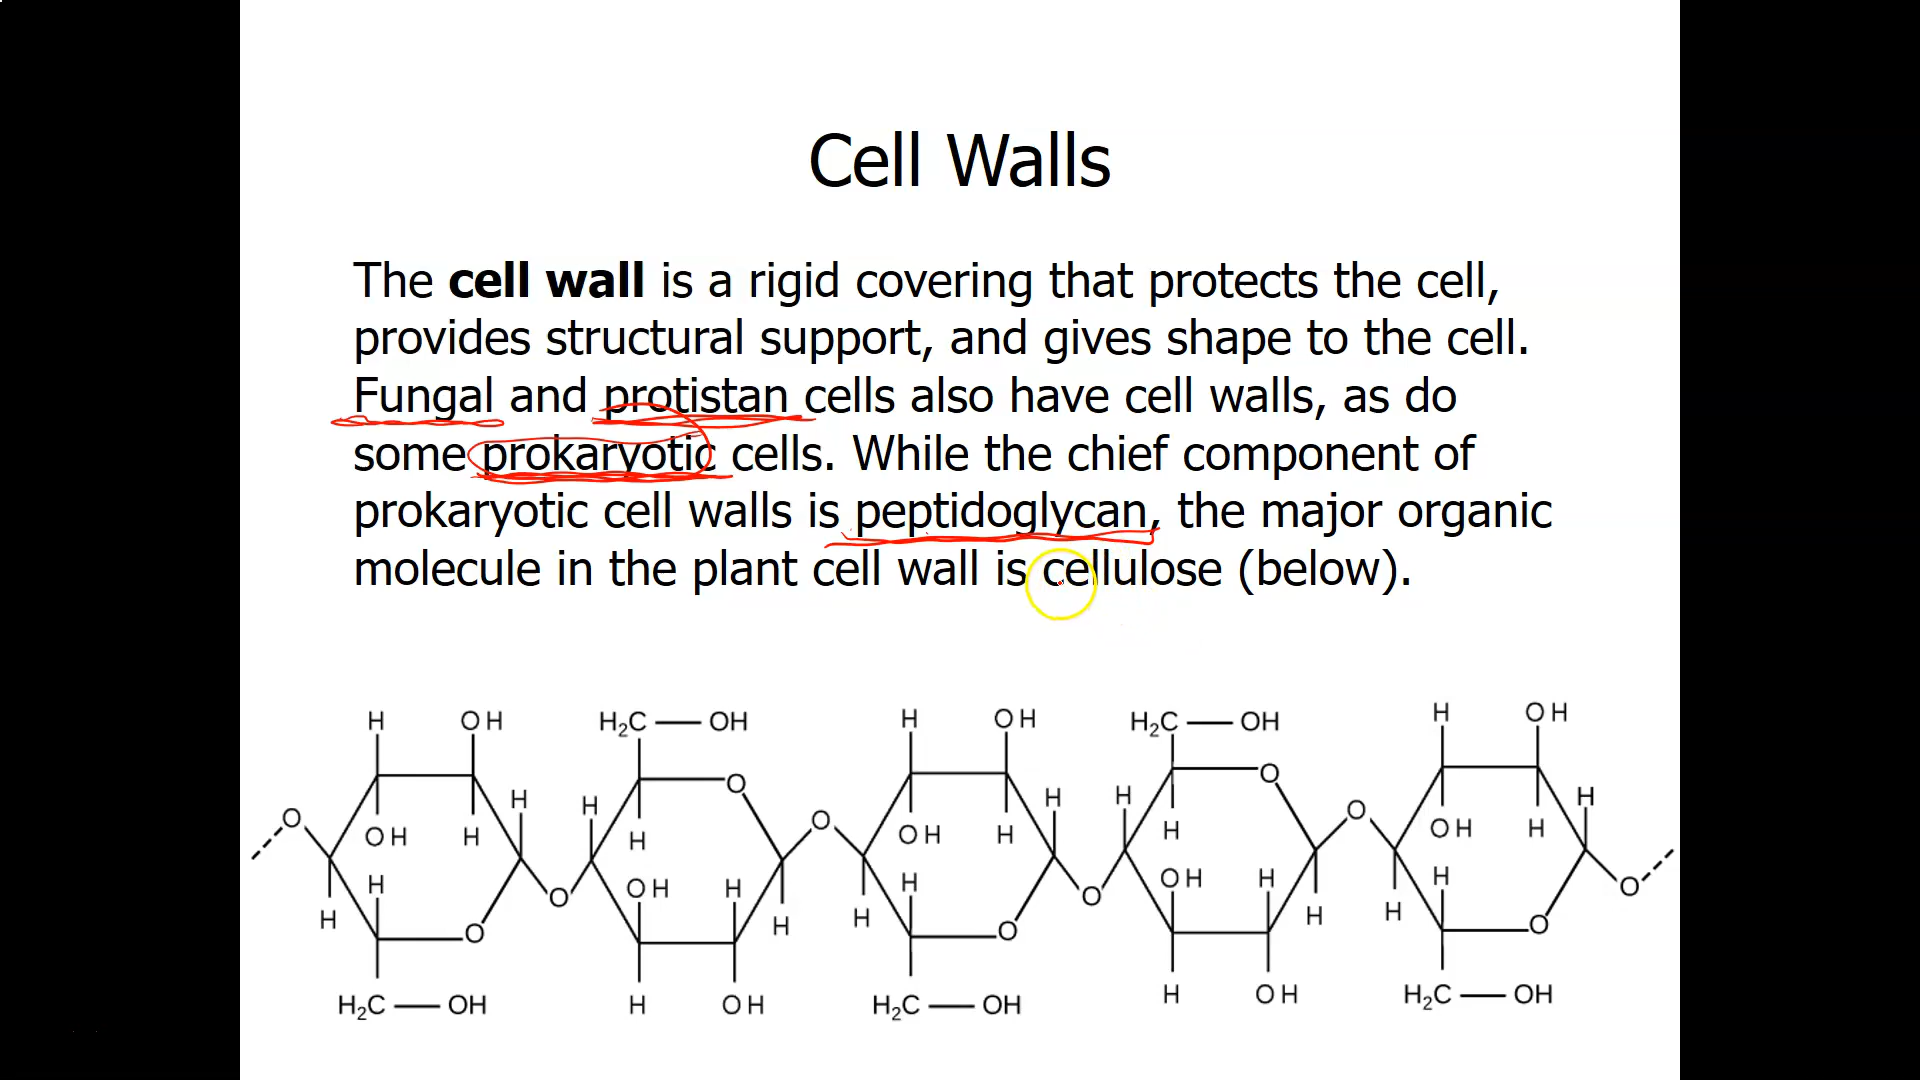 Cell Walls
The cell wall is a rigid covering that protects the cell,
provides structural support, and gives shape to the cell.
Fungal and protistan cells also have cell walls, as do
some prokaryotic cells. While the chief component of
prokaryotic cell walls is peptidoglycan, the major organic
molecule in the plant cell wall is cellulose (below).
H OH H₂C OH H OH H₂C OH H OH
O H H O H O H O H
OH H H OH H H OH H
H OH H H OH H H
H O H O H O H O H O
H₂C OH H OH H₂C OH H OH H₂C OH